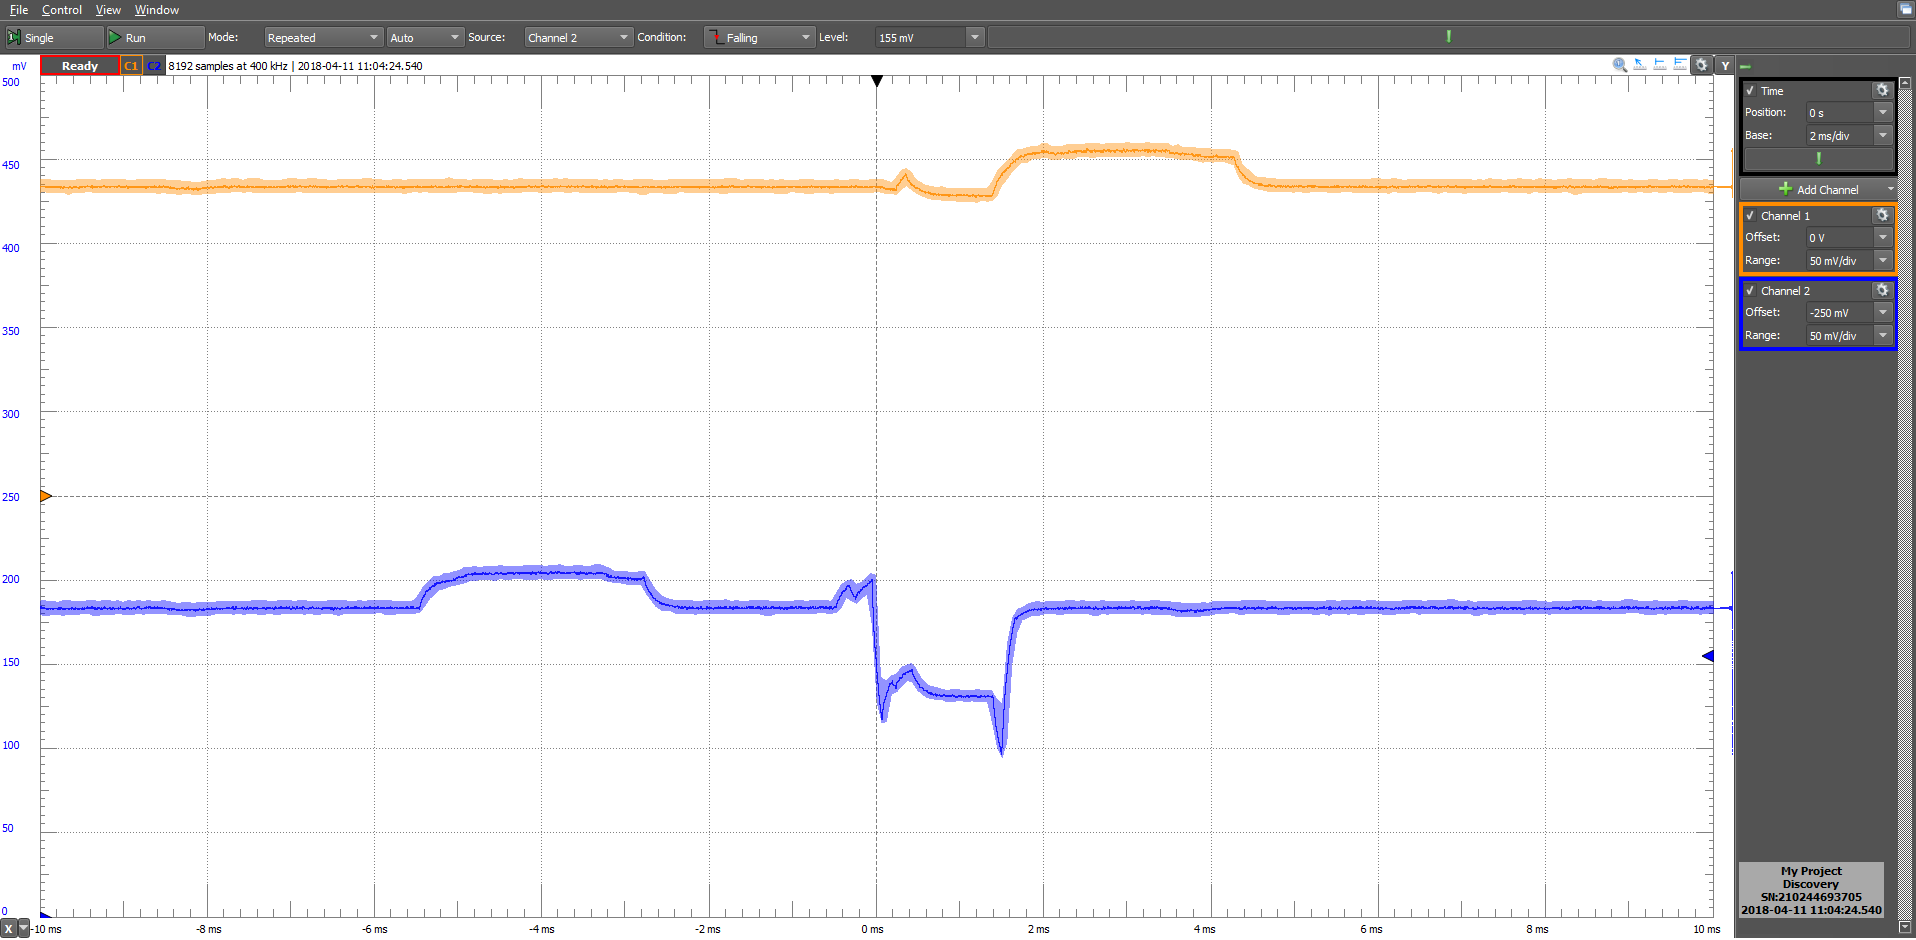 File Control View Window
Single Run Mode: Repeated Auto Source: Channel 2 Condition: Falling Level: 155 mV
mV Ready C1 C2 8192 samples at 400 kHz | 2018-04-11 11:04:24.540 Y
500
450
400
350
300
250
200
150
100
50
0
X -10 ms -8 ms -6 ms -4 ms -2 ms 0 ms 2 ms 4 ms 6 ms 8 ms 10 ms
Time
Position: 0 s
Base: 2 ms/div
Add Channel
Channel 1
Offset: 0 V
Range: 50 mV/div
Channel 2
Offset: -250 mV
Range: 50 mV/div
My Project
Discovery
SN:210244693705
2018-04-11 11:04:24.540